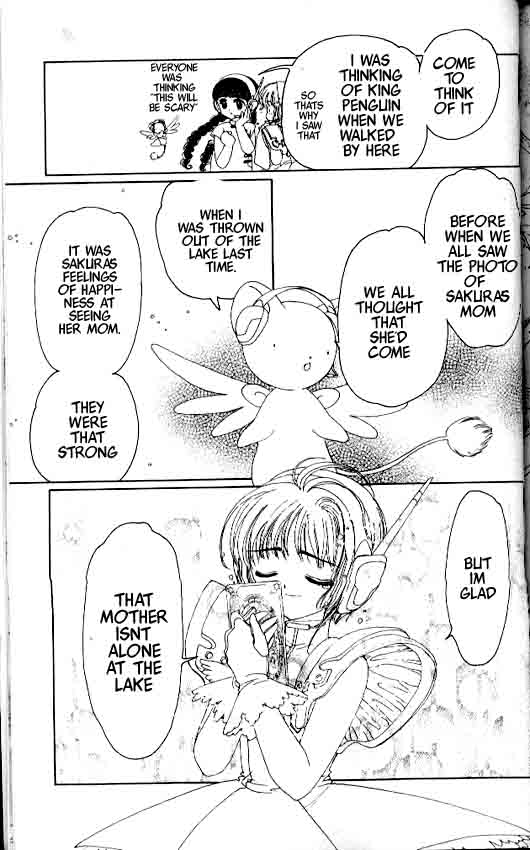 COME
TO
THINK
OF IT
I WAS
THINKING
OF KING
PENGUIN
WHEN WE
WALKED
BY HERE
SO
THATS
WHY
I SAW
THAT
EVERYONE
WAS
THINKING
"THIS WILL
BE SCARY"
BEFORE
WHEN WE
ALL SAW
THE PHOTO
OF
SAKURAS
MOM
WE ALL
THOUGHT
THAT
SHE'D
COME
WHEN I
WAS THROWN
OUT OF THE
LAKE LAST
TIME.
IT WAS
SAKURAS
FEELINGS
OF HAPPI-
NESS AT
SEEING
HER MOM.
THEY
WERE
THAT
STRONG
BUT
IM
GLAD
THAT
MOTHER
ISNT
ALONE
AT THE
LAKE